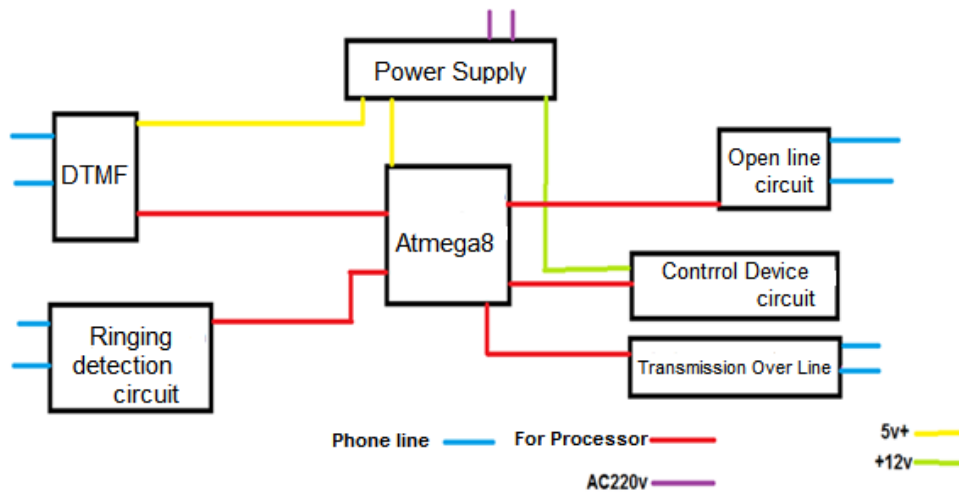 Power Supply
DTMF
Open line
circuit
Atmega8
Contrrol Device
circuit
Ringing
detection
circuit
Transmission Over Line
Phone line
For Processor
5v+
+12v
AC220v